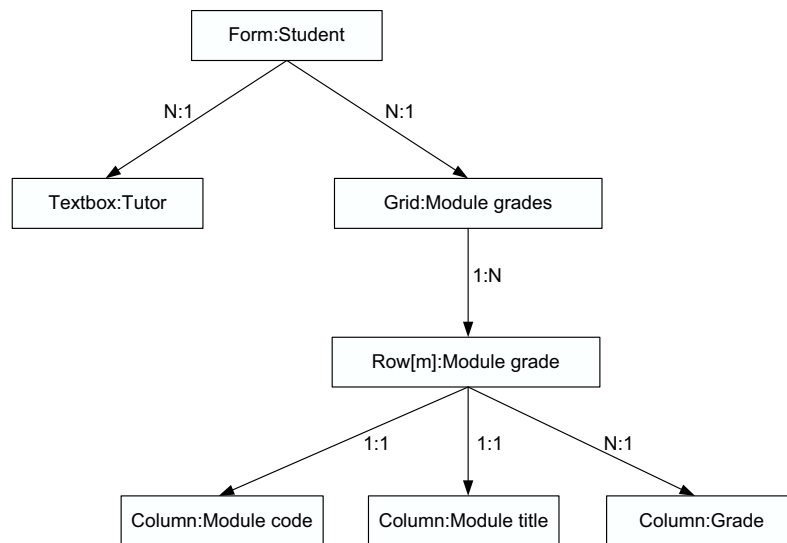 Form:Student
N:1
N:1
Textbox:Tutor
Grid:Module grades
1:N
Row[m]:Module grade
1:1
1:1
N:1
Column:Module code
Column:Module title
Column:Grade